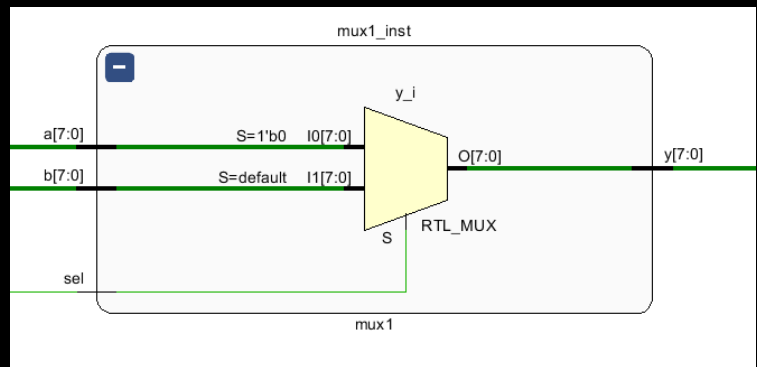 mux1_inst
y_i
a[7:0] S=1'b0 I0[7:0]
O[7:0] y[7:0]
b[7:0] S=default I1[7:0]
S RTL_MUX
sel
mux1